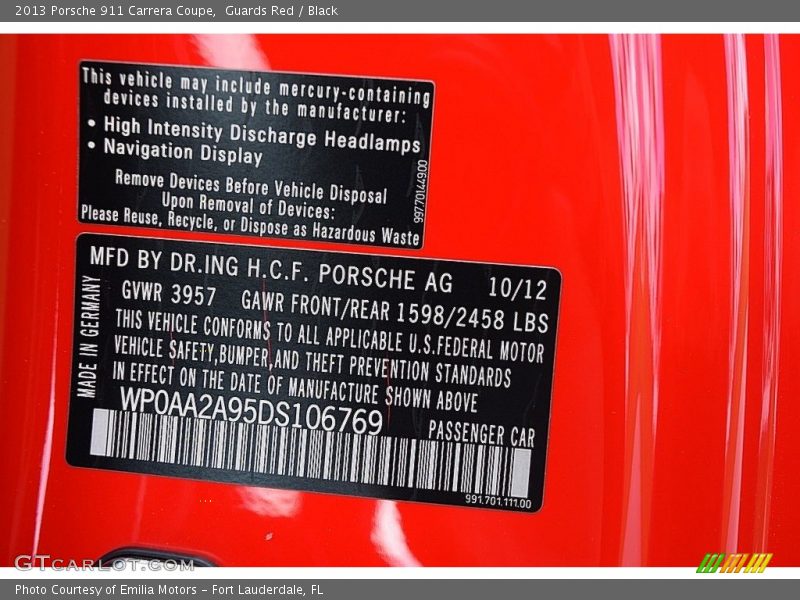 2013 Porsche 911 Carrera Coupe,  Guards Red / Black
This vehicle may include mercury-containing
devices installed by the manufacturer:
• High Intensity Discharge Headlamps
• Navigation Display
Remove Devices Before Vehicle Disposal
Upon Removal of Devices:
Please Reuse, Recycle, or Dispose as Hazardous Waste
99770144900
MFD BY DR.ING H.C.F. PORSCHE AG 10/12
GVWR 3957 GAWR FRONT/REAR 1598/2458 LBS
THIS VEHICLE CONFORMS TO ALL APPLICABLE U.S.FEDERAL MOTOR
VEHICLE SAFETY,BUMPER,AND THEFT PREVENTION STANDARDS
IN EFFECT ON THE DATE OF MANUFACTURE SHOWN ABOVE
MADE IN GERMANY
WP0AA2A95DS106769
PASSENGER CAR
991.701.111.00
GTcarlot.com
Photo Courtesy of Emilia Motors – Fort Lauderdale, FL